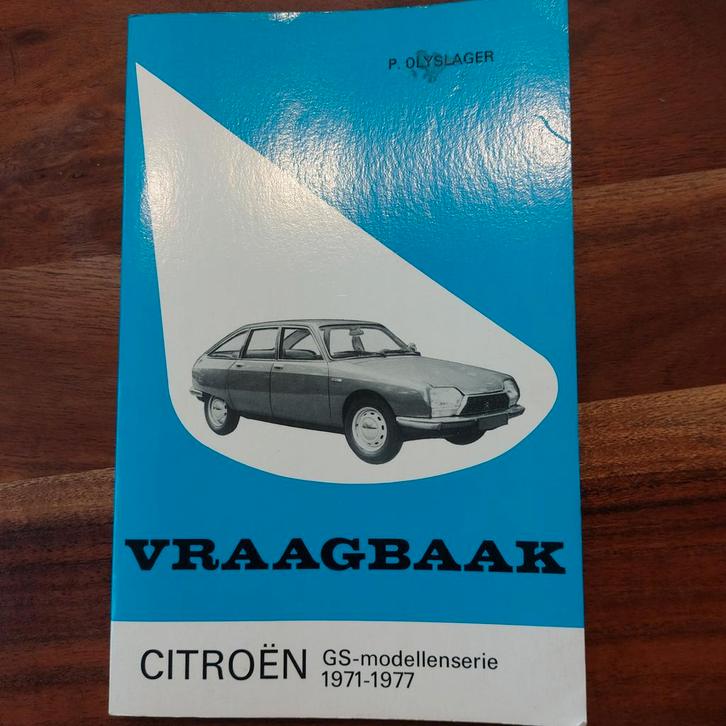 P. OLYSLAGER
VRAAGBAAK
CITROËN GS-modellenserie
1971-1977